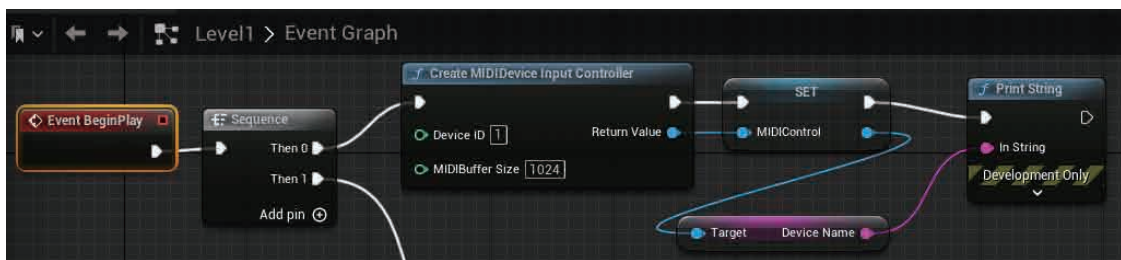 Level1 > Event Graph
Event BeginPlay
Sequence
Then 0
Then 1
Add pin
f Create MIDIDevice Input Controller
Device ID 1
Return Value
MIDIBuffer Size 1024
SET
MIDIControl
Target Device Name
f Print String
In String
Development Only